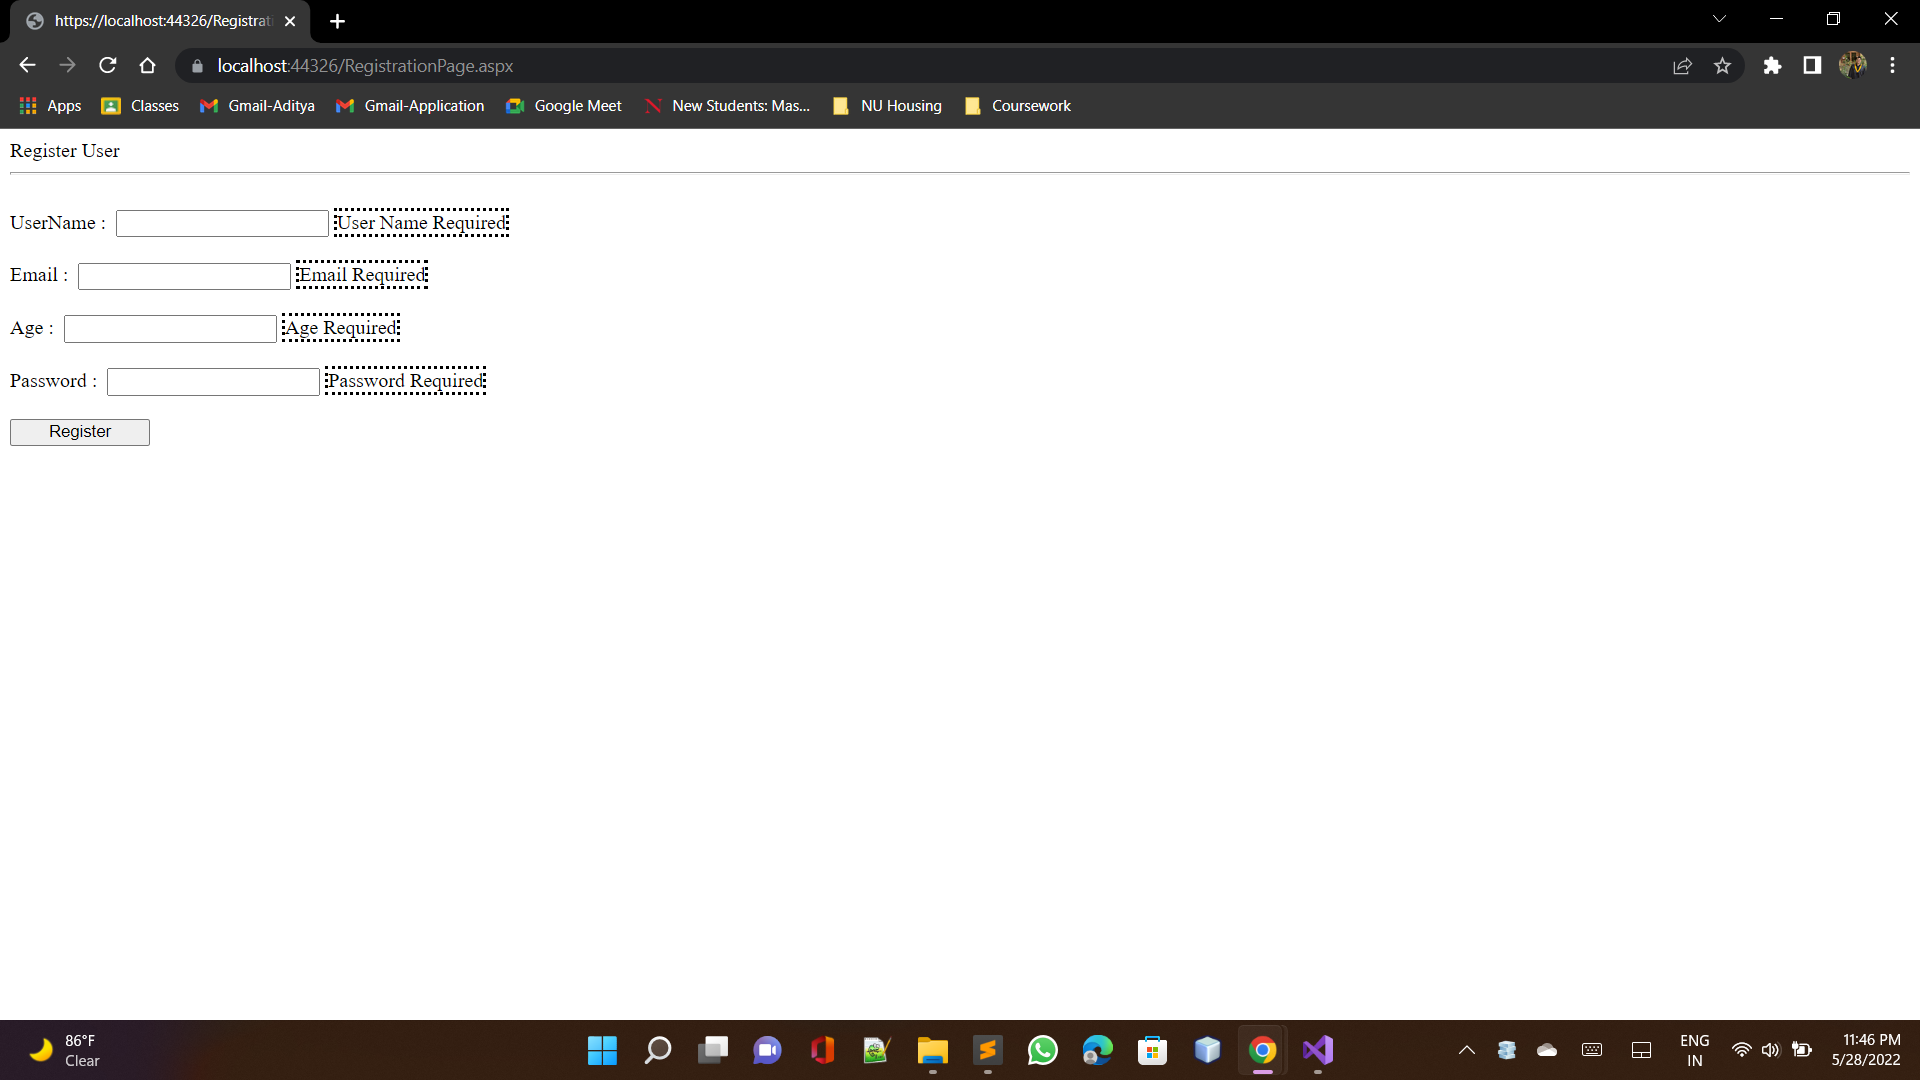 https://localhost:44326/Registrati
localhost:44326/RegistrationPage.aspx
Apps Classes Gmail-Aditya Gmail-Application Google Meet New Students: Mas... NU Housing Coursework
Register User
UserName : User Name Required
Email : Email Required
Age : Age Required
Password : Password Required
Register
86°F
Clear
ENG
IN
11:46 PM
5/28/2022